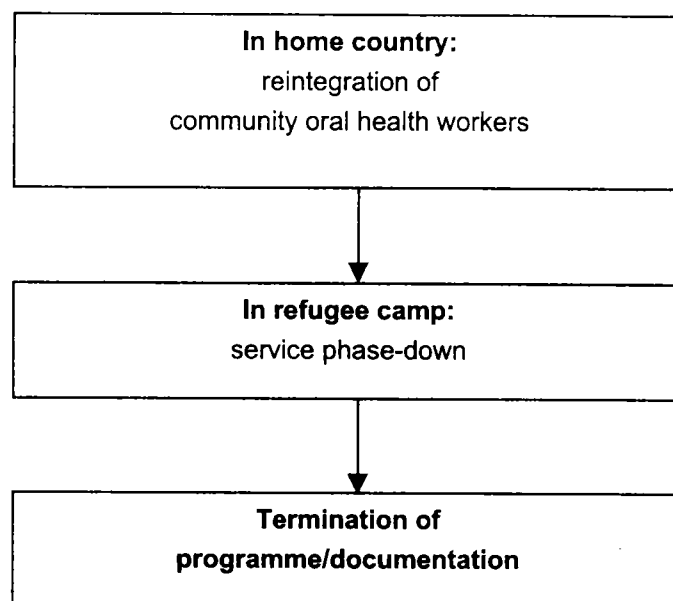 In home country:
reintegration of
community oral health workers
In refugee camp:
service phase-down
Termination of
programme/documentation